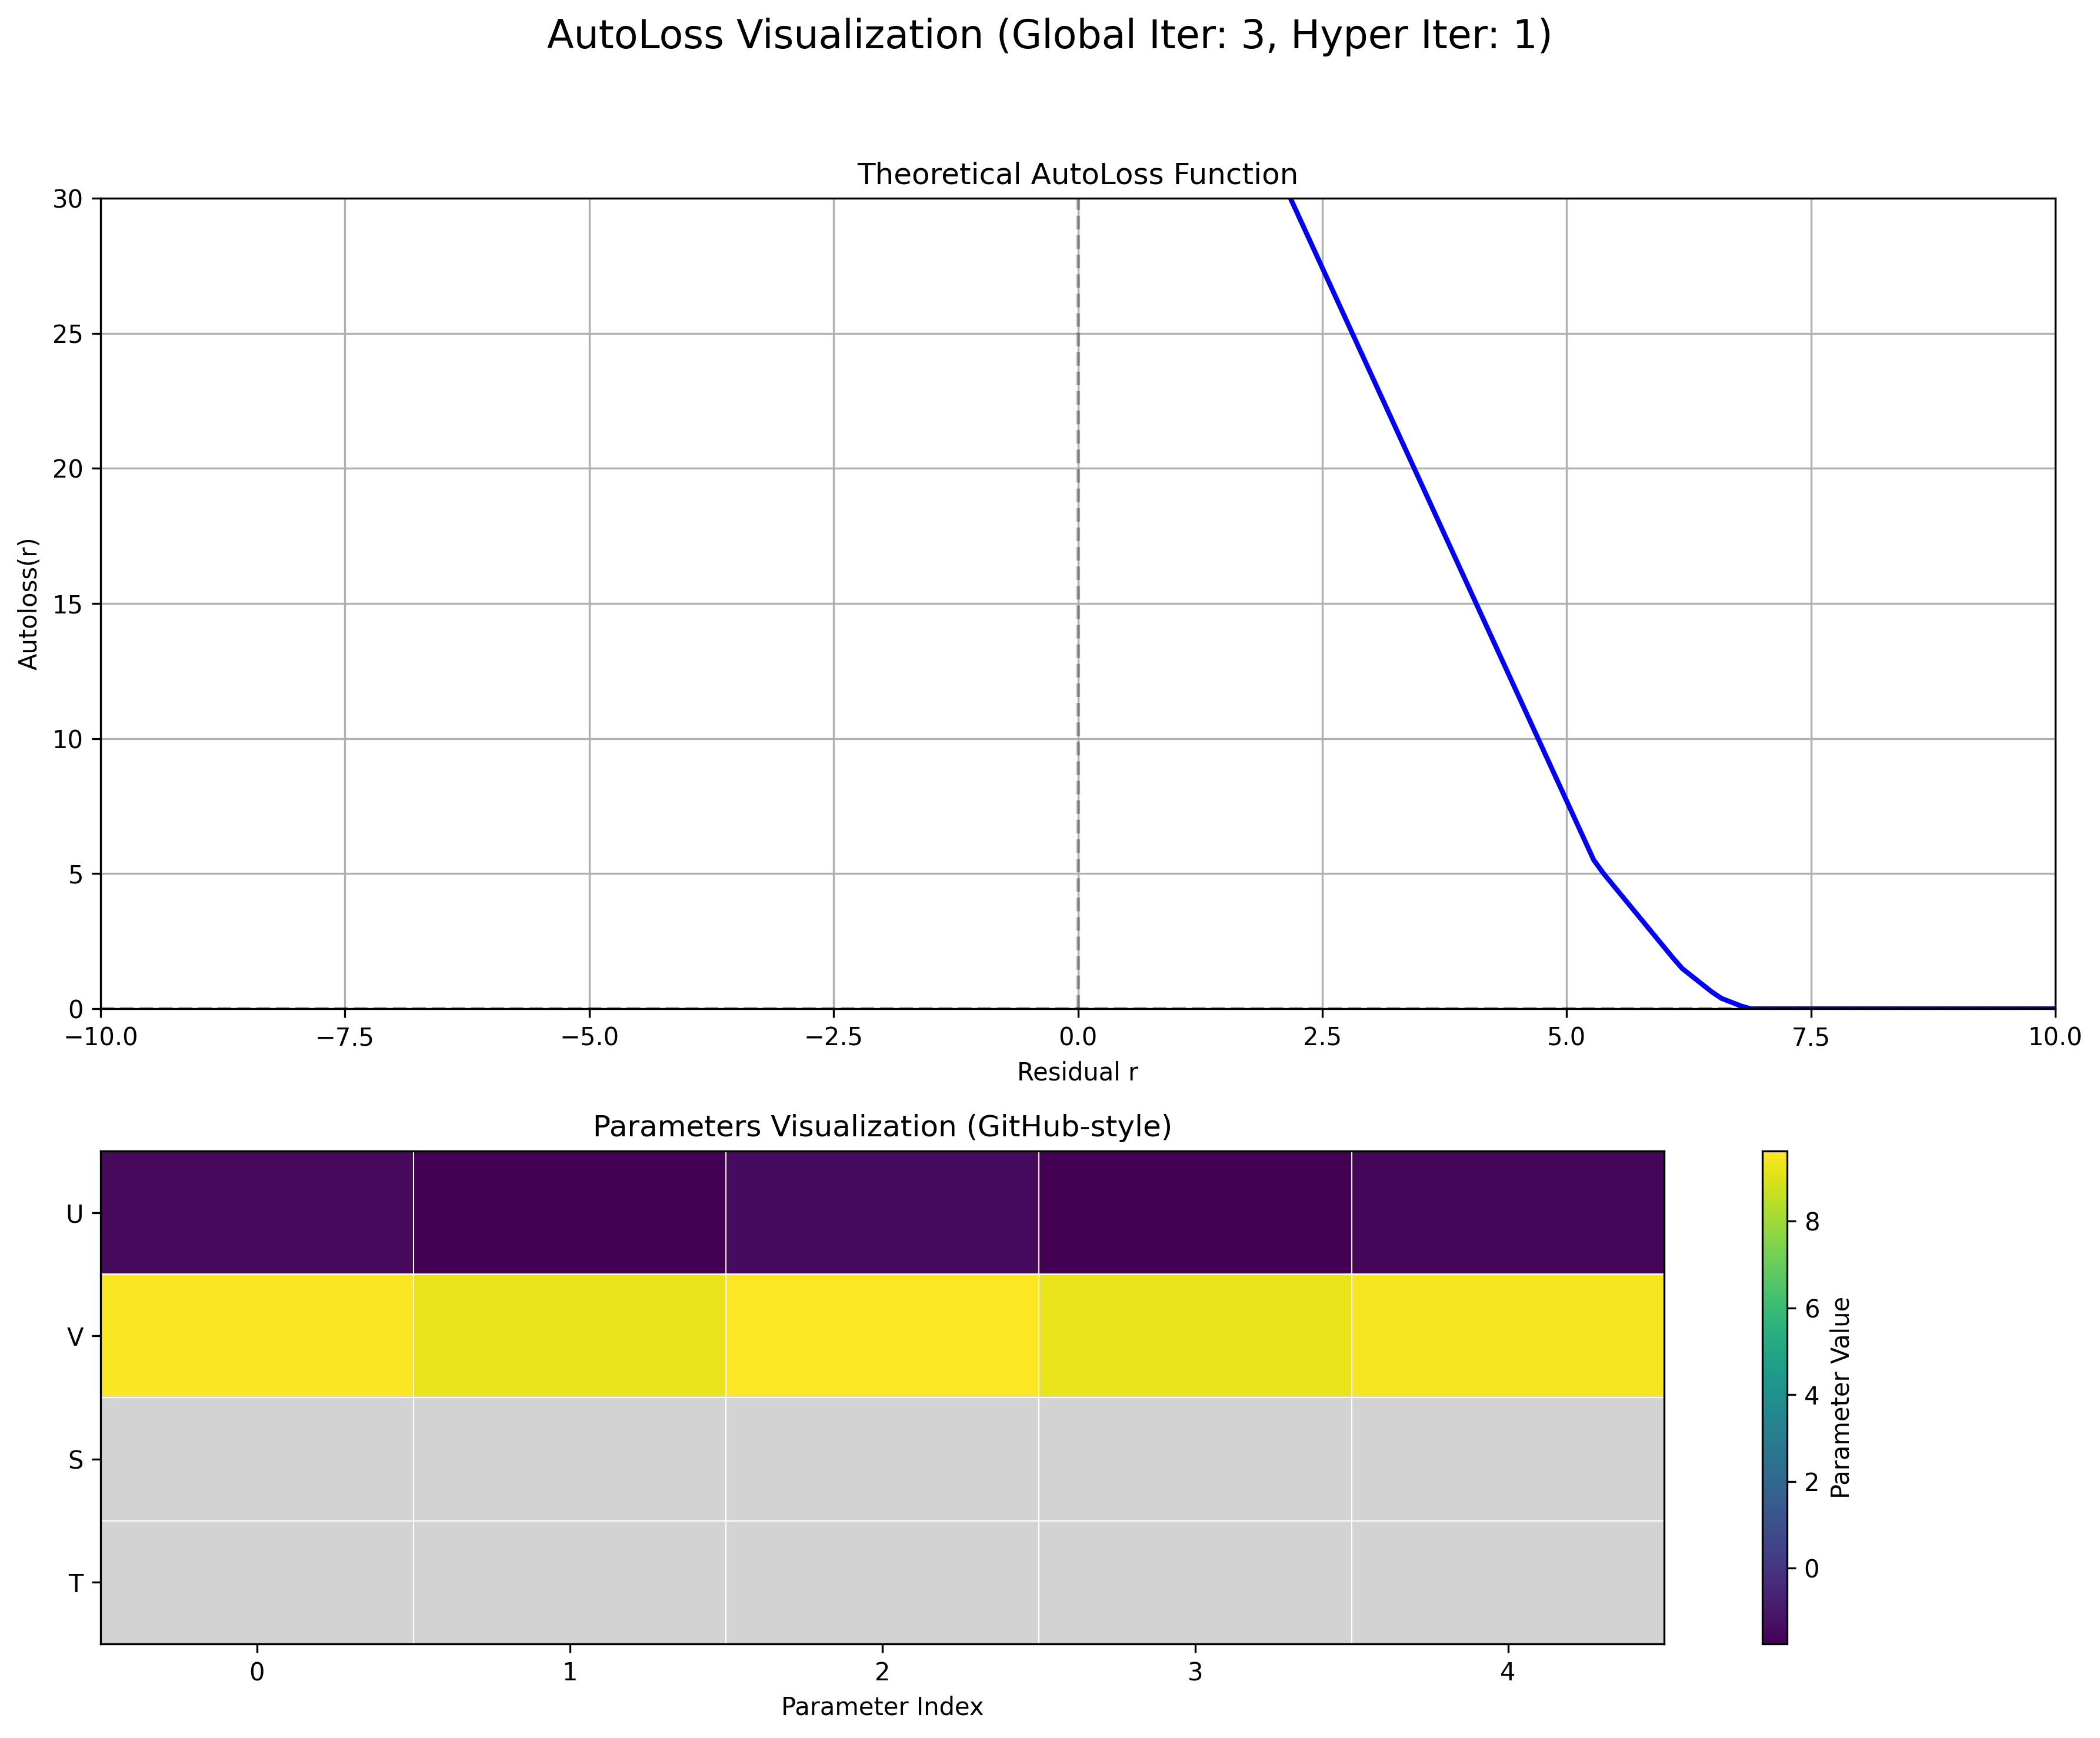 AutoLoss Visualization (Global Iter: 3, Hyper Iter: 1)
Theoretical AutoLoss Function
30
25
20
15
10
5
0
Autoloss(r)
−10.0 −7.5 −5.0 −2.5 0.0 2.5 5.0 7.5 10.0
Residual r
Parameters Visualization (GitHub-style)
U
V
S
T
0 1 2 3 4
Parameter Index
8
6
4
2
0
Parameter Value